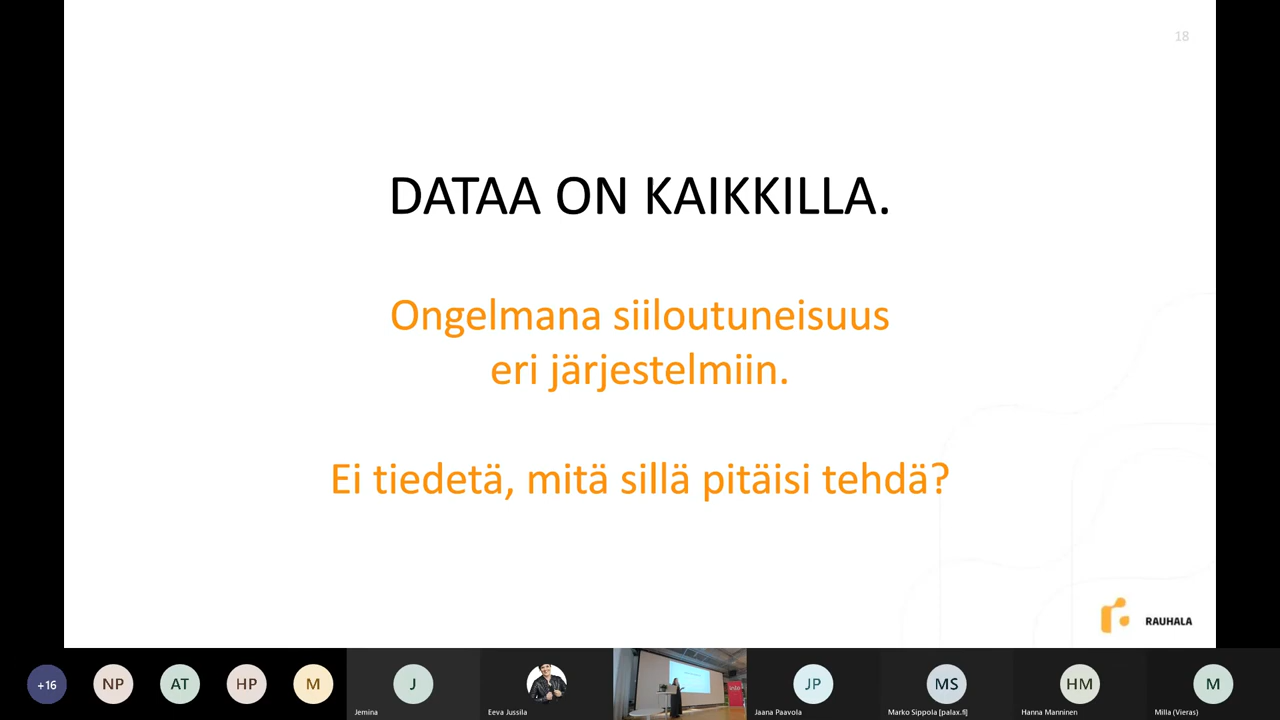 18
DATAA ON KAIKKILLA.
Ongelmana siiloutuneisuus
eri järjestelmiin.
Ei tiedetä, mitä sillä pitäisi tehdä?
RAUHALA
+16
NP
AT
HP
M
J
JP
MS
HM
M
Jemina
Eeva Jussila
Jaana Paavola
Marko Sippola [palax.fi]
Hanna Manninen
Milla (Vieras)